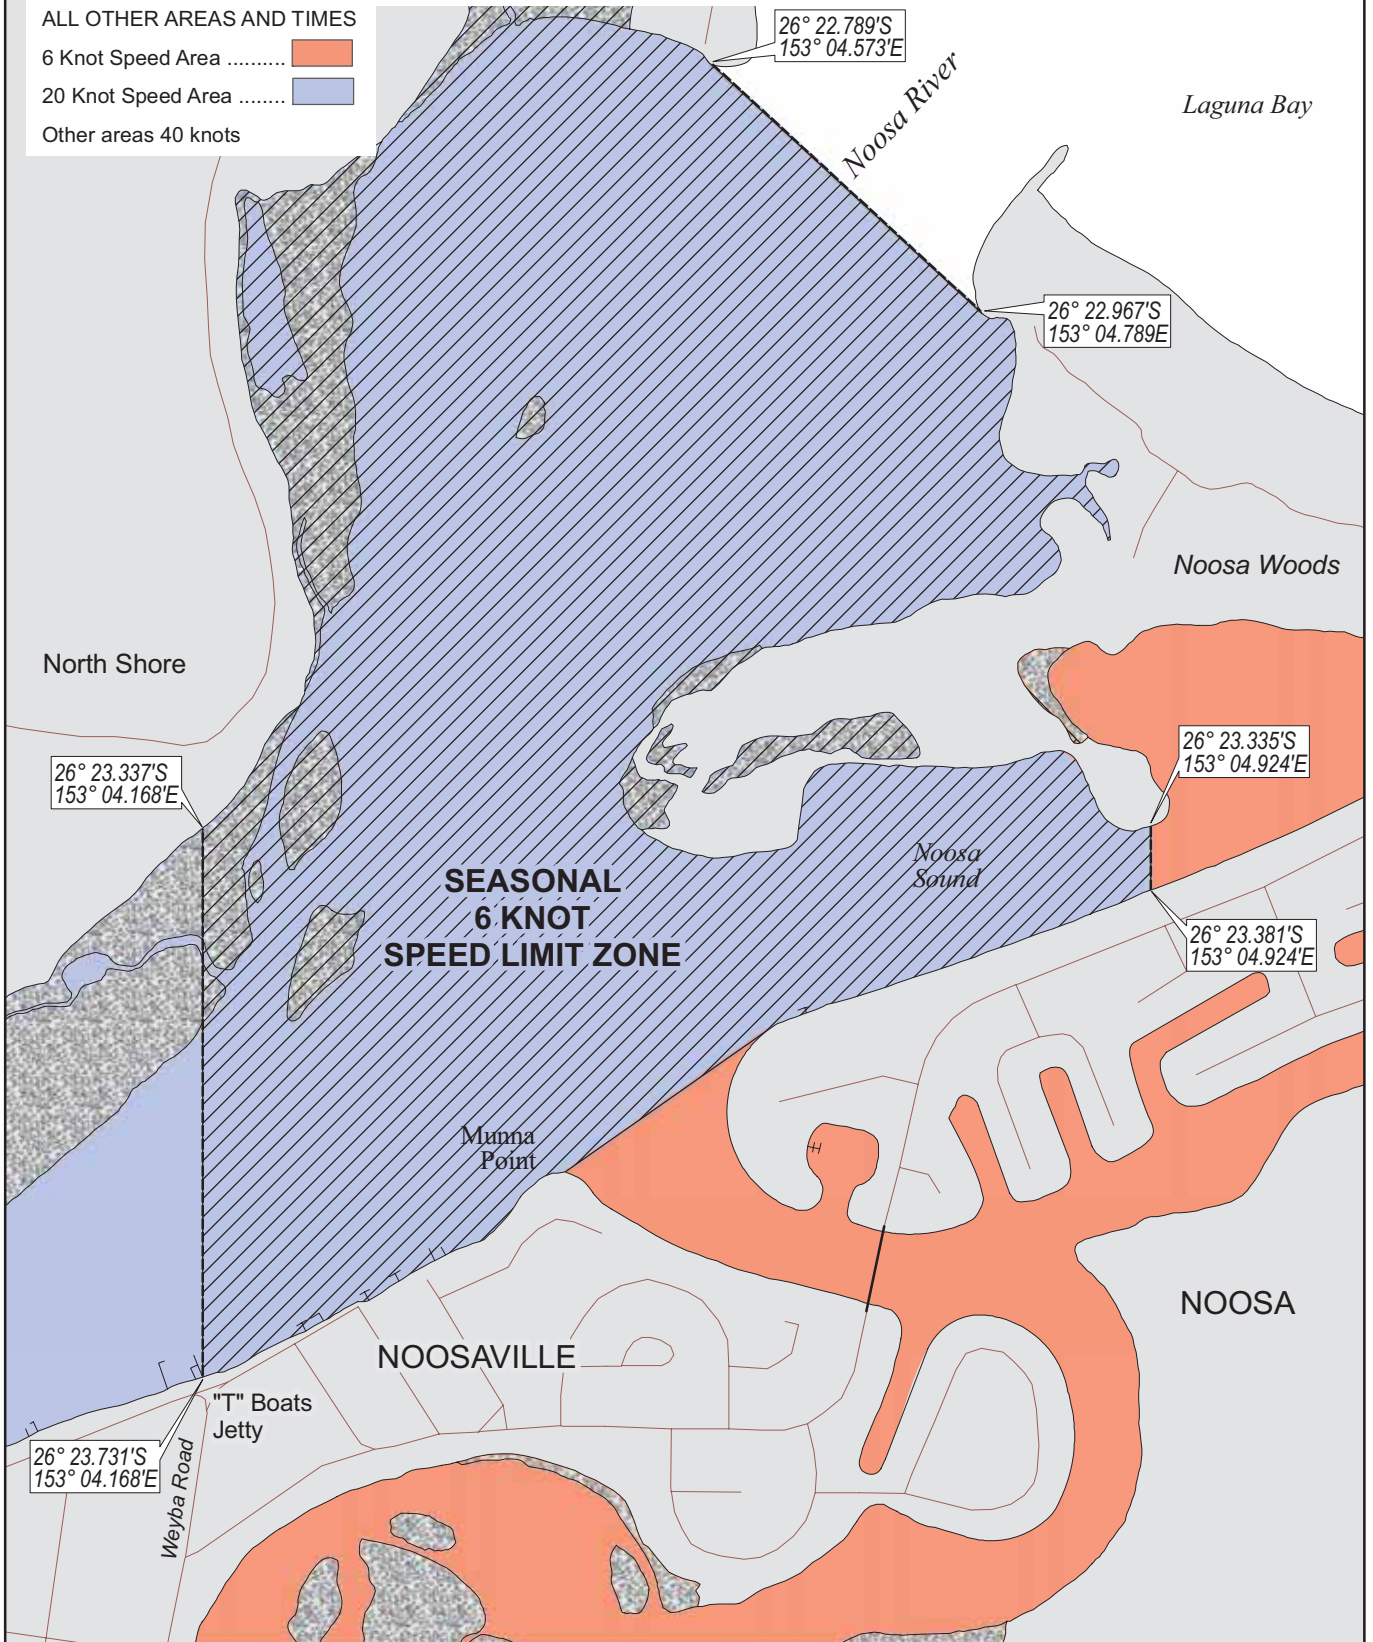 ALL OTHER AREAS AND TIMES
6 Knot Speed Area ..........
20 Knot Speed Area ........
Other areas 40 knots
26° 22.789'S
153° 04.573'E
Noosa River
Laguna Bay
26° 22.967'S
153° 04.789E
Noosa Woods
North Shore
26° 23.337'S
153° 04.168'E
26° 23.335'S
153° 04.924'E
Noosa
Sound
SEASONAL
6 KNOT
SPEED LIMIT ZONE
26° 23.381'S
153° 04.924'E
Munna
Point
NOOSA
NOOSAVILLE
"T" Boats
Jetty
26° 23.731'S
153° 04.168'E
Weyba Road